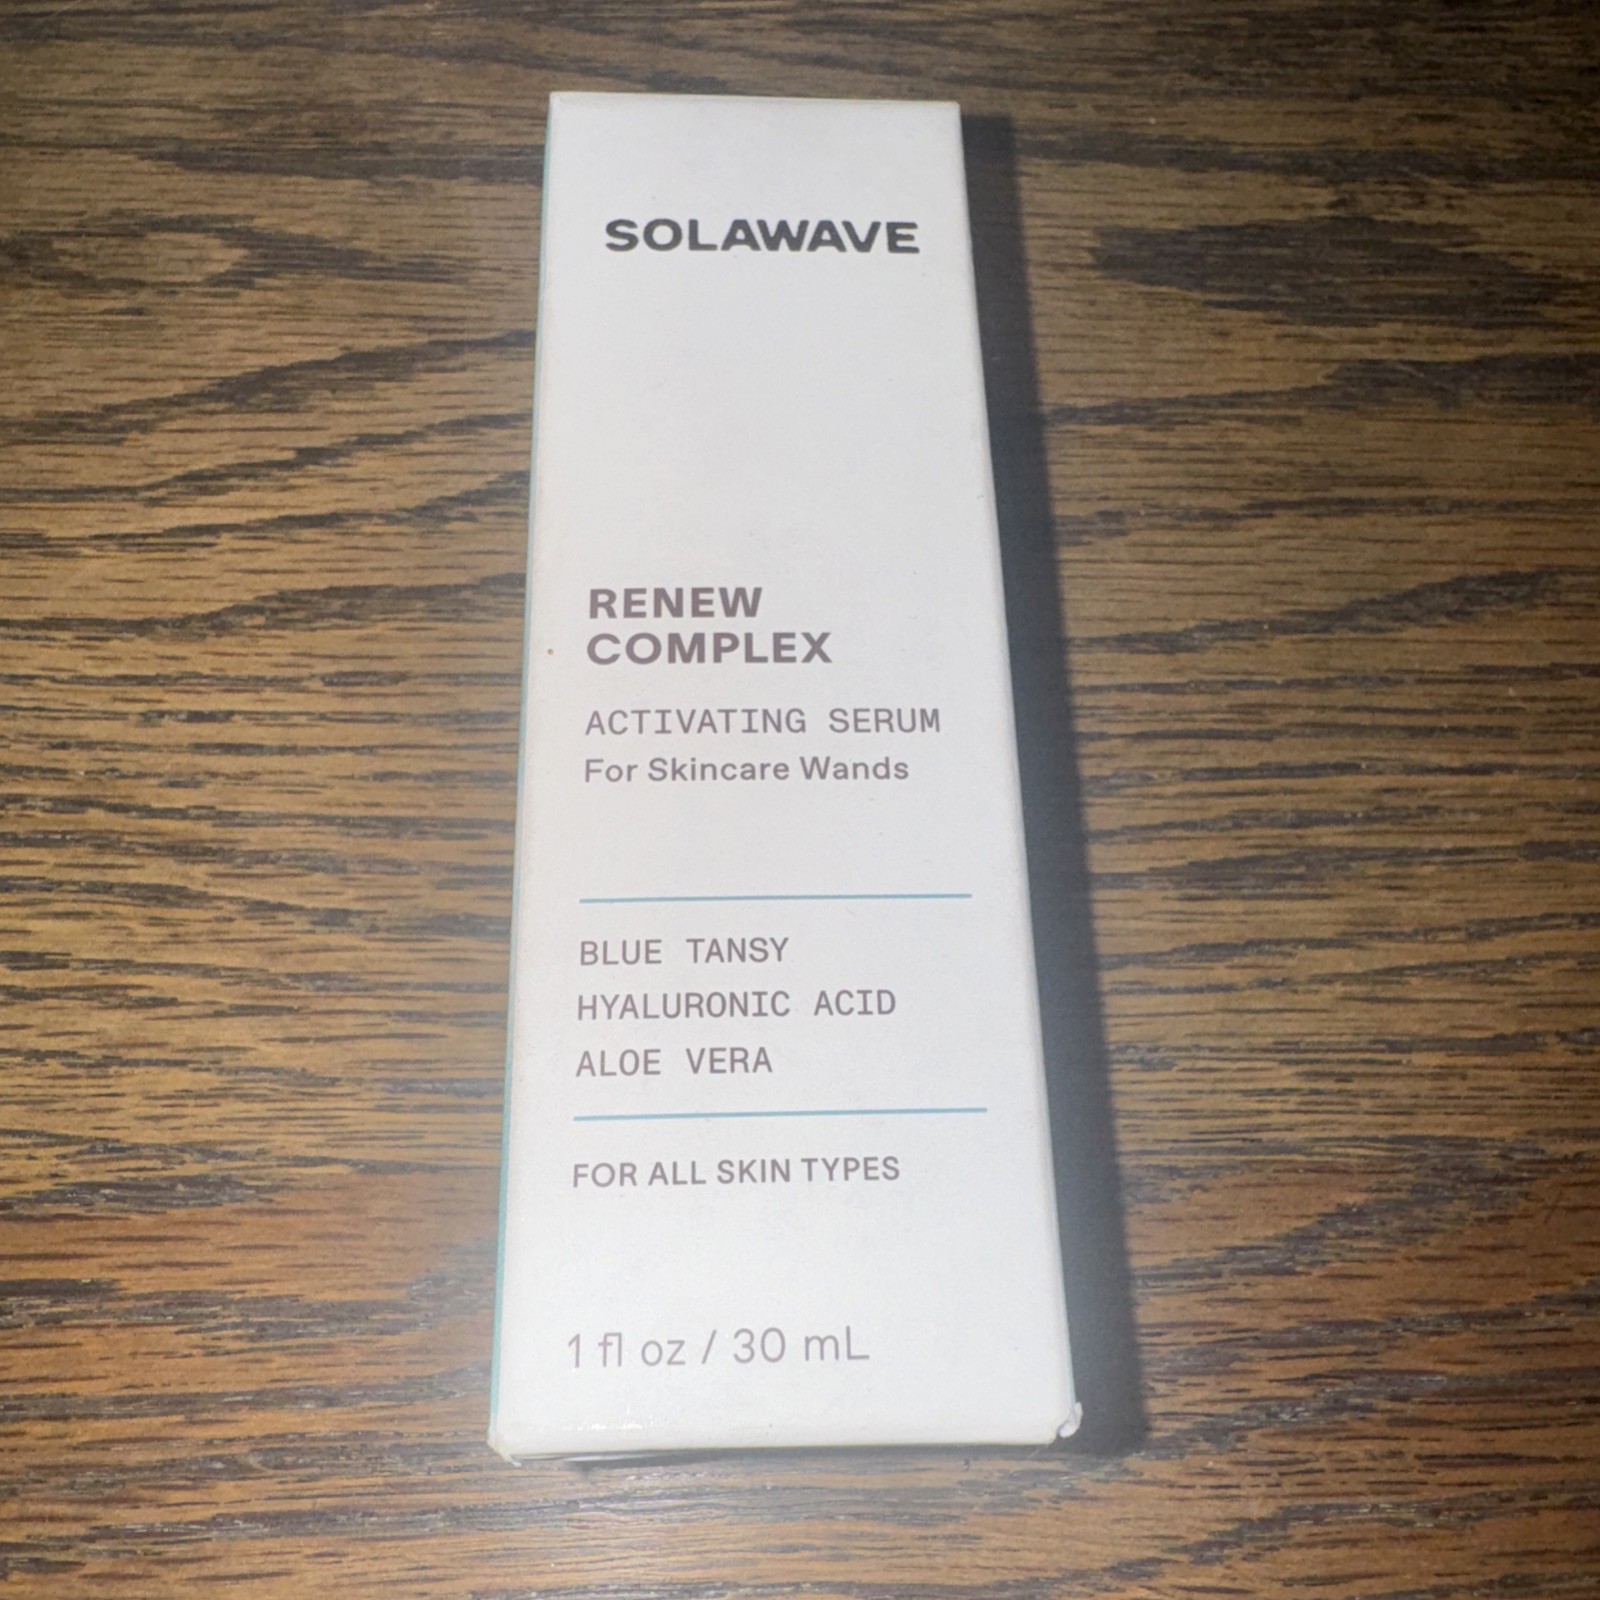 SOLAWAVE
RENEW
COMPLEX
ACTIVATING SERUM
For Skincare Wands
BLUE TANSY
HYALURONIC ACID
ALOE VERA
FOR ALL SKIN TYPES
1 fl oz / 30 mL